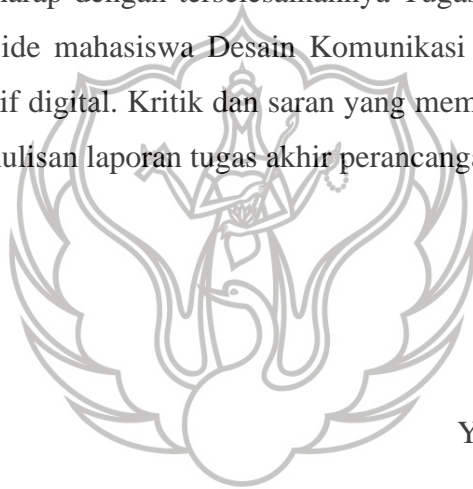 harap dengan terselesaikannya Tugas
ide mahasiswa Desain Komunikasi
if digital. Kritik dan saran yang mem
ulisan laporan tugas akhir perancanga
Y